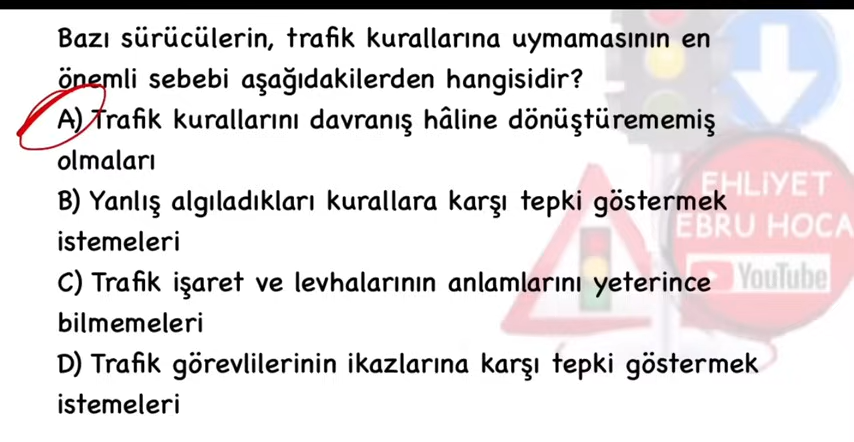 Bazı sürücülerin, trafik kurallarına uymamasının en
önemli sebebi aşağıdakilerden hangisidir?
A) Trafik kurallarını davranış hâline dönüştürememiş
olmaları
B) Yanlış algıladıkları kurallara karşı tepki göstermek
istemeleri
C) Trafik işaret ve levhalarının anlamlarını yeterince
bilmemeleri
D) Trafik görevlilerinin ikazlarına karşı tepki göstermek
istemeleri
EHLİYET
EBRU HOCA
YouTube